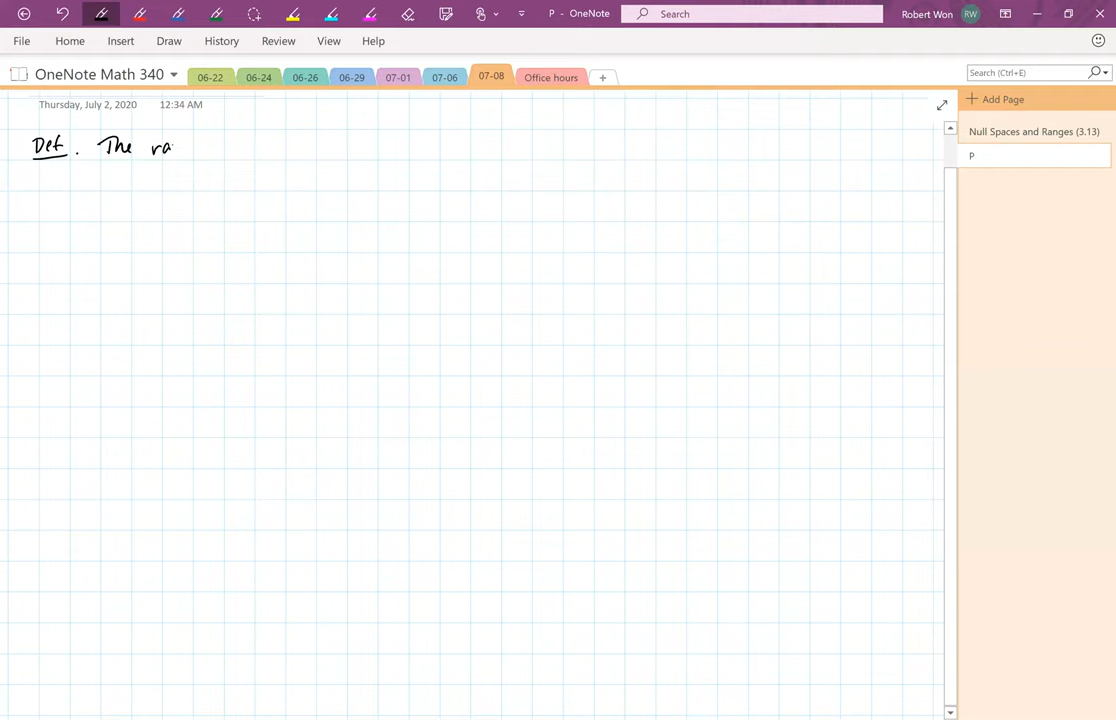 P - OneNote
Search
Robert Won
RW
File Home Insert Draw History Review View Help
OneNote Math 340
06-22 06-24 06-26 06-29 07-01 07-06 07-08 Office hours +
Search (Ctrl+E)
Thursday, July 2, 2020 12:34 AM
Add Page
Null Spaces and Ranges (3.13)
P
Def. The ra